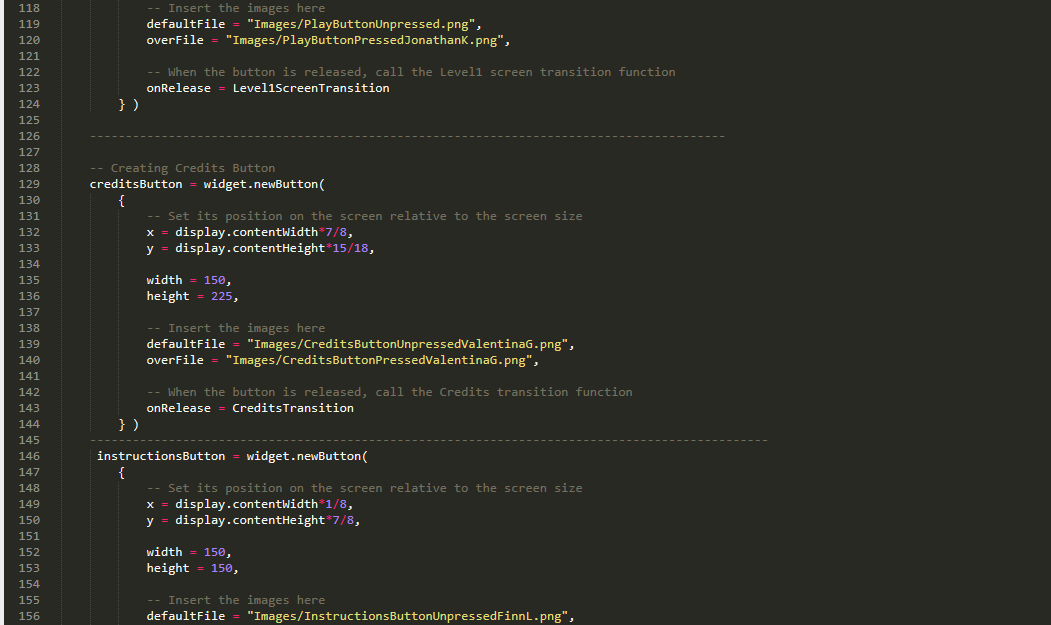 118 -- Insert the images here
119 defaultFile = "Images/PlayButtonUnpressed.png",
120 overFile = "Images/PlayButtonPressedJonathanK.png",
121
122 -- When the button is released, call the Level1 screen transition function
123 onRelease = Level1ScreenTransition
124 } )
125
126 -----------------------------------------------------------------------------------------
127
128 -- Creating Credits Button
129 creditsButton = widget.newButton(
130 {
131 -- Set its position on the screen relative to the screen size
132 x = display.contentWidth*7/8,
133 y = display.contentHeight*15/18,
134
135 width = 150,
136 height = 225,
137
138 -- Insert the images here
139 defaultFile = "Images/CreditsButtonUnpressedValentinaG.png",
140 overFile = "Images/CreditsButtonPressedValentinaG.png",
141
142 -- When the button is released, call the Credits transition function
143 onRelease = CreditsTransition
144 } )
145 -----------------------------------------------------------------------------------------------
146 instructionsButton = widget.newButton(
147 {
148 -- Set its position on the screen relative to the screen size
149 x = display.contentWidth*1/8,
150 y = display.contentHeight*7/8,
151
152 width = 150,
153 height = 150,
154
155 -- Insert the images here
156 defaultFile = "Images/InstructionsButtonUnpressedFinnL.png",